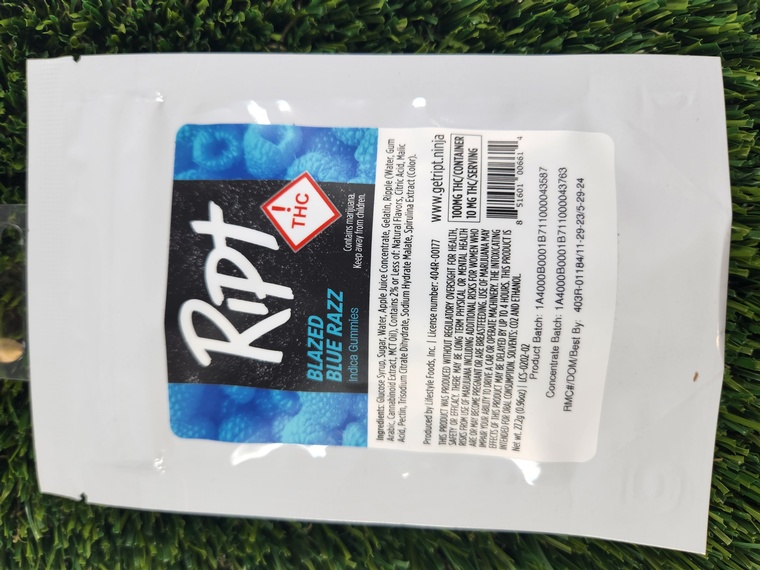 Ript
! THC
BLAZED
BLUE RAZZ
Indica Gummies
Contains marijuana.
Keep away from children.
Ingredients: Glucose Syrup, Sugar, Water, Apple Juice Concentrate, Gelatin, Ripple (Water, Gum
Arabic, Cannabinoid Extract, MCT Oil), Contains 2% or Less of: Natural Flavors, Citric Acid, Malic
Acid, Pectin, Trisodium Citrate Dihydrate, Sodium Hydrate Malate, Spirulina Extract (Color).
Produced by Lifestyle Foods, Inc. | License number: 404R-00177
THIS PRODUCT WAS PRODUCED WITHOUT REGULATORY OVERSIGHT FOR HEALTH,
SAFETY OR EFFICACY. THERE MAY BE LONG TERM PHYSICAL OR MENTAL HEALTH
RISKS FROM USE OF MARIJUANA INCLUDING ADDITIONAL RISKS FOR WOMEN WHO
ARE OR MAY BECOME PREGNANT OR ARE BREASTFEEDING. USE OF MARIJUANA MAY
IMPAIR YOUR ABILITY TO DRIVE A CAR OR OPERATE MACHINERY. THE INTOXICATING
EFFECTS OF THIS PRODUCT MAY BE DELAYED BY UP TO 4 HOURS. THIS PRODUCT IS
INTENDED FOR ORAL CONSUMPTION. SOLVENTS: CO2 AND ETHANOL.
Net wt. 27.2g (0.96oz) | LLS-0202-02
www.getript.ninja
100MG THC/CONTAINER
10 MG THC/SERVING
8 51601 00661 4
Product Batch: 1A4000B0001B711000043587
Concentrate Batch: 1A4000B0001B711000043763
RMC#/DOM/Best By: 403R-01184/11-29-23/5-29-24